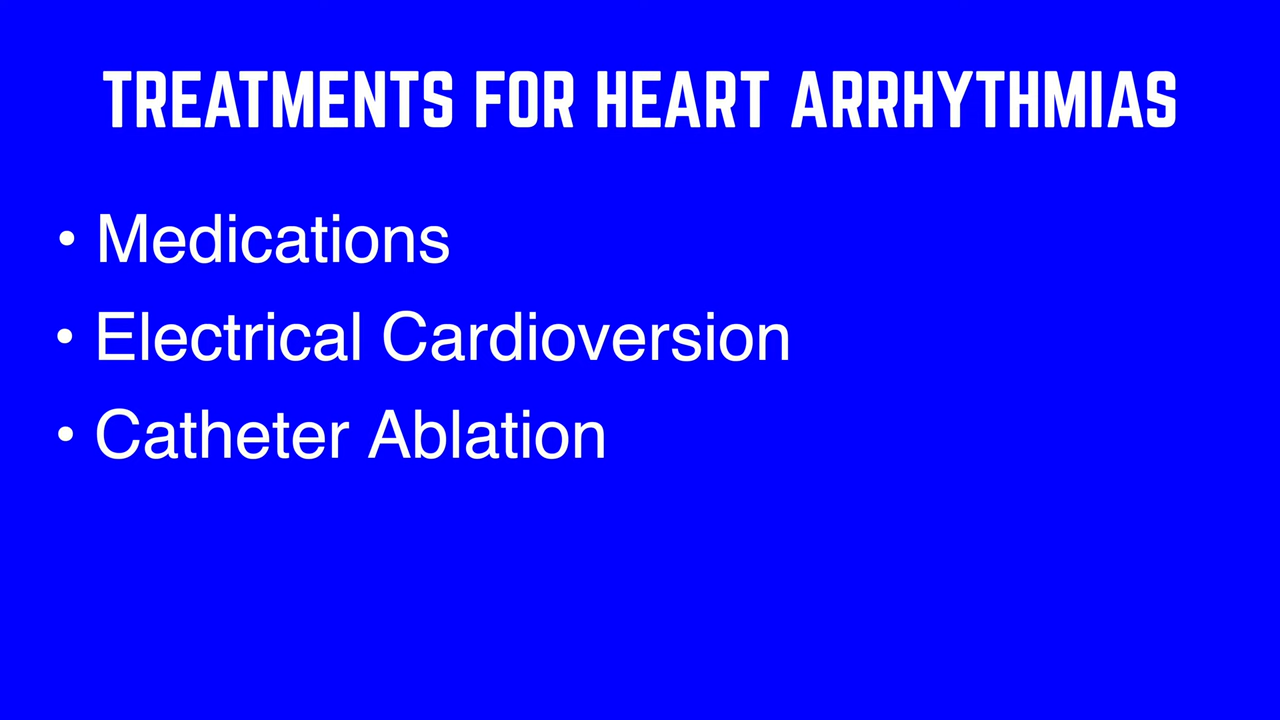 TREATMENTS FOR HEART ARRHYTHMIAS
• Medications
• Electrical Cardioversion
• Catheter Ablation